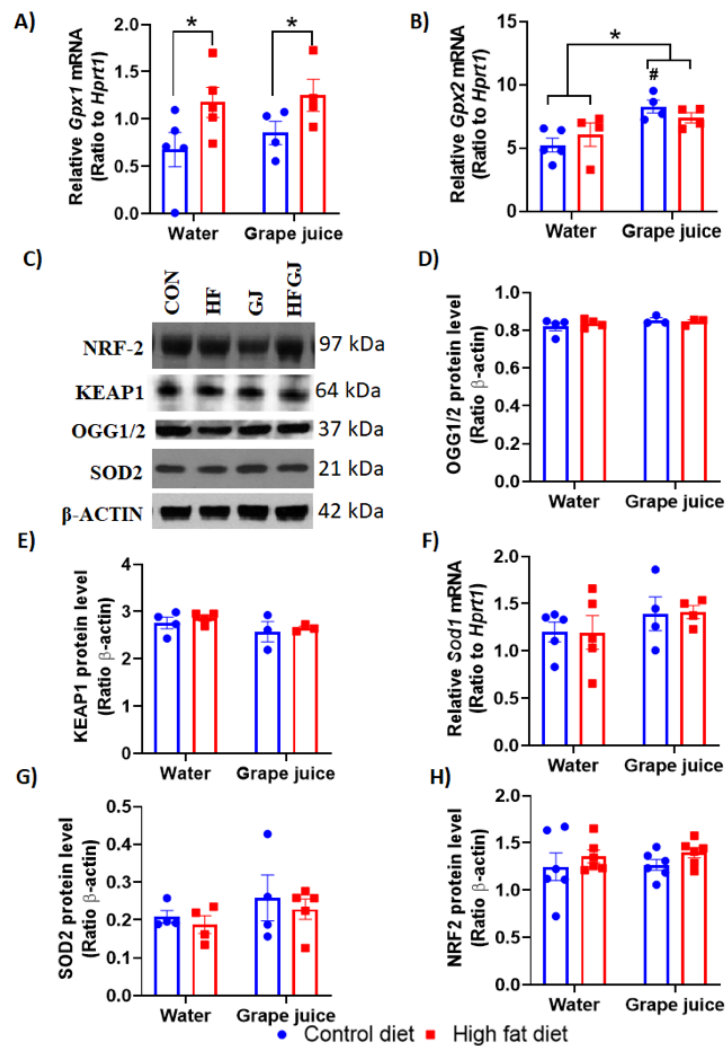 A)
Relative Gpx1 mRNA
(Ratio to Hprt1)
2.0
1.5
1.0
0.5
0.0
*
*
Water
Grape juice
B)
Relative Gpx2 mRNA
(Ratio to Hprt1)
15
10
5
0
*
#
Water
Grape juice
C)
CON
HF
GJ
HFGJ
NRF-2
97 kDa
KEAP1
64 kDa
OGG1/2
37 kDa
SOD2
21 kDa
β-ACTIN
42 kDa
D)
OGG1/2 protein level
(Ratio β-actin)
1.0
0.8
0.6
0.4
0.2
0.0
Water
Grape juice
E)
KEAP1 protein level
(Ratio β-actin)
4
3
2
1
0
Water
Grape juice
F)
Relative Sod1 mRNA
(Ratio to Hprt1)
2.0
1.5
1.0
0.5
0.0
Water
Grape juice
G)
SOD2 protein level
(Ratio β-actin)
0.5
0.4
0.3
0.2
0.1
0.0
Water
Grape juice
H)
NRF2 protein level
(Ratio β-actin)
2.0
1.5
1.0
0.5
0.0
Water
Grape juice
Control diet
High fat diet